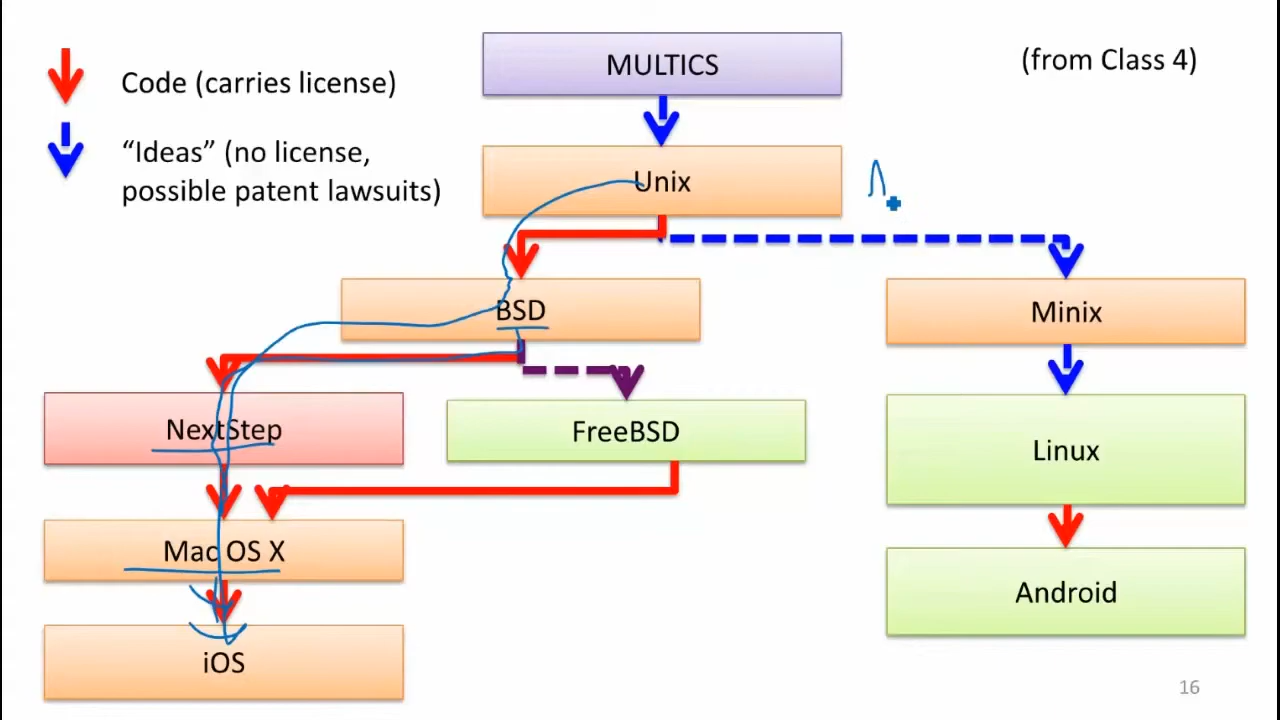 MULTICS
(from Class 4)
Code (carries license)
“Ideas” (no license,
possible patent lawsuits)
Unix
BSD
Minix
NextStep
FreeBSD
Linux
Mac OS X
Android
iOS
16